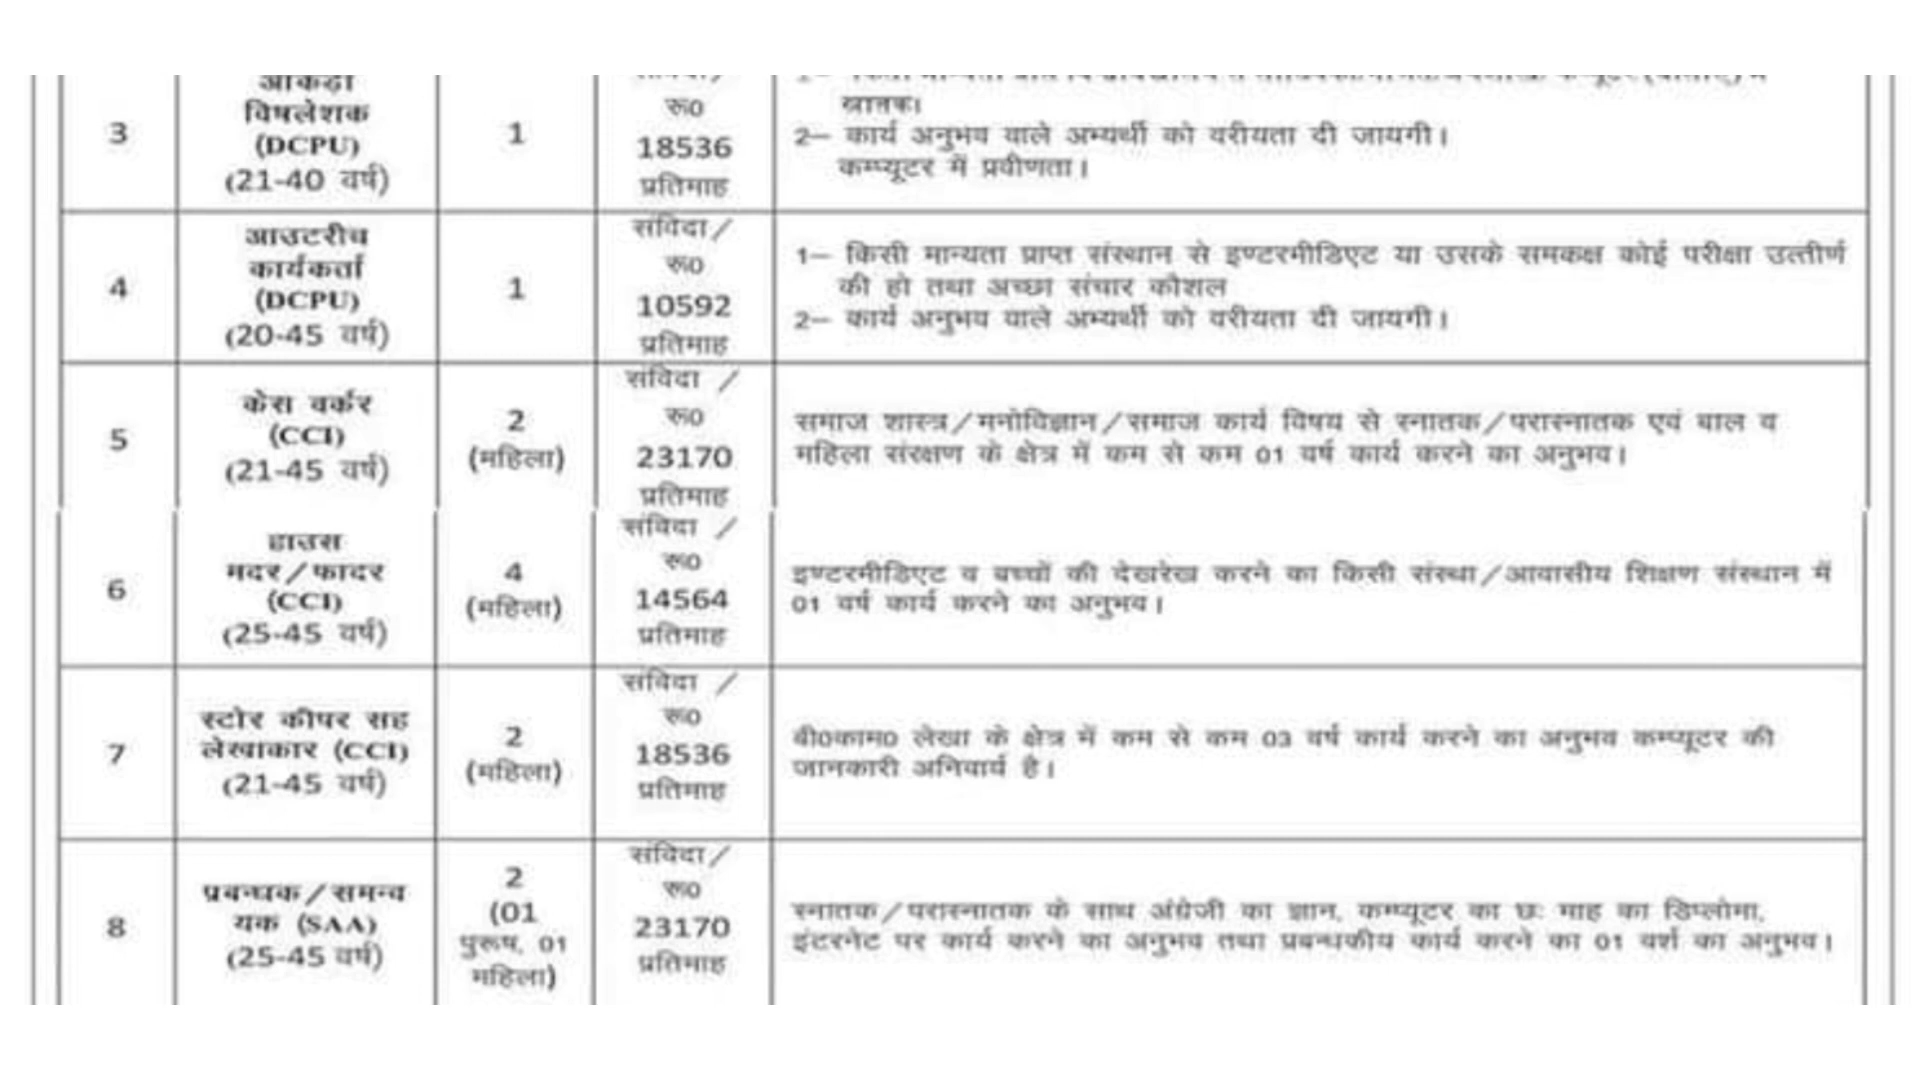 3
आंकड़ा
विषलेशक
(DCPU)
(21-40 वर्ष)
1
रू0
18536
प्रतिमाह
स्नातक।
2– कार्य अनुभव वाले अभ्यर्थी को वरीयता दी जायगी।
कम्प्यूटर में प्रवीणता।
4
आउटरीच
कार्यकर्ता
(DCPU)
(20-45 वर्ष)
1
संविदा/
रू0
10592
प्रतिमाह
1– किसी मान्यता प्राप्त संस्थान से इण्टरमीडिएट या उसके समकक्ष कोई परीक्षा उत्तीर्ण
की हो तथा अच्छा संचार कौशल
2– कार्य अनुभव वाले अभ्यर्थी को वरीयता दी जायगी।
5
केस वर्कर
(CCI)
(21-45 वर्ष)
2
(महिला)
संविदा /
रू0
23170
प्रतिमाह
समाज शास्त्र/मनोविज्ञान/समाज कार्य विषय से स्नातक/परास्नातक एवं बाल व
महिला संरक्षण के क्षेत्र में कम से कम 01 वर्ष कार्य करने का अनुभव।
6
हाउस
मदर/फादर
(CCI)
(25-45 वर्ष)
4
(महिला)
संविदा /
रू0
14564
प्रतिमाह
इण्टरमीडिएट व बच्चों की देखरेख करने का किसी संस्था/आवासीय शिक्षण संस्थान में
01 वर्ष कार्य करने का अनुभव।
7
स्टोर कीपर सह
लेखाकार (CCI)
(21-45 वर्ष)
2
(महिला)
संविदा /
रू0
18536
प्रतिमाह
बी0काम0 लेखा के क्षेत्र में कम से कम 03 वर्ष कार्य करने का अनुभव कम्प्यूटर की
जानकारी अनिवार्य है।
8
प्रबन्धक/समन्व
यक (SAA)
(25-45 वर्ष)
2
(01
पुरूष, 01
महिला)
संविदा/
रू0
23170
प्रतिमाह
स्नातक/परास्नातक के साथ अंग्रेजी का ज्ञान, कम्प्यूटर का छः माह का डिप्लोमा,
इंटरनेट पर कार्य करने का अनुभव तथा प्रबन्धकीय कार्य करने का 01 वर्श का अनुभव।